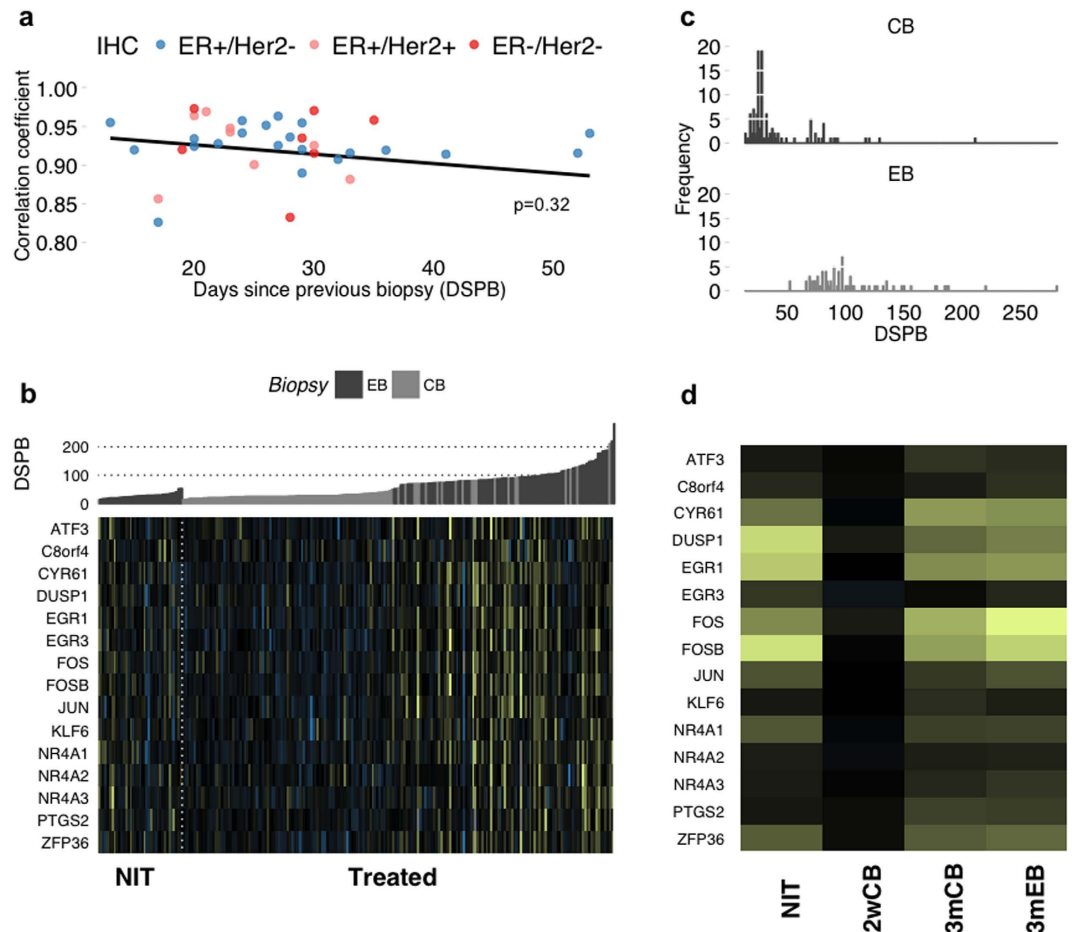 a
IHC ER+/Her2- ER+/Her2+ ER-/Her2-
Correlation coefficient
1.00
0.95
0.90
0.85
0.80
p=0.32
20 30 40 50
Days since previous biopsy (DSPB)
c
CB
20
15
10
5
0
Frequency
EB
20
15
10
5
0
50 100 150 200 250
DSPB
b
Biopsy EB CB
DSPB
200
100
0
ATF3
C8orf4
CYR61
DUSP1
EGR1
EGR3
FOS
FOSB
JUN
KLF6
NR4A1
NR4A2
NR4A3
PTGS2
ZFP36
NIT Treated
d
ATF3
C8orf4
CYR61
DUSP1
EGR1
EGR3
FOS
FOSB
JUN
KLF6
NR4A1
NR4A2
NR4A3
PTGS2
ZFP36
NIT
2wCB
3mCB
3mEB